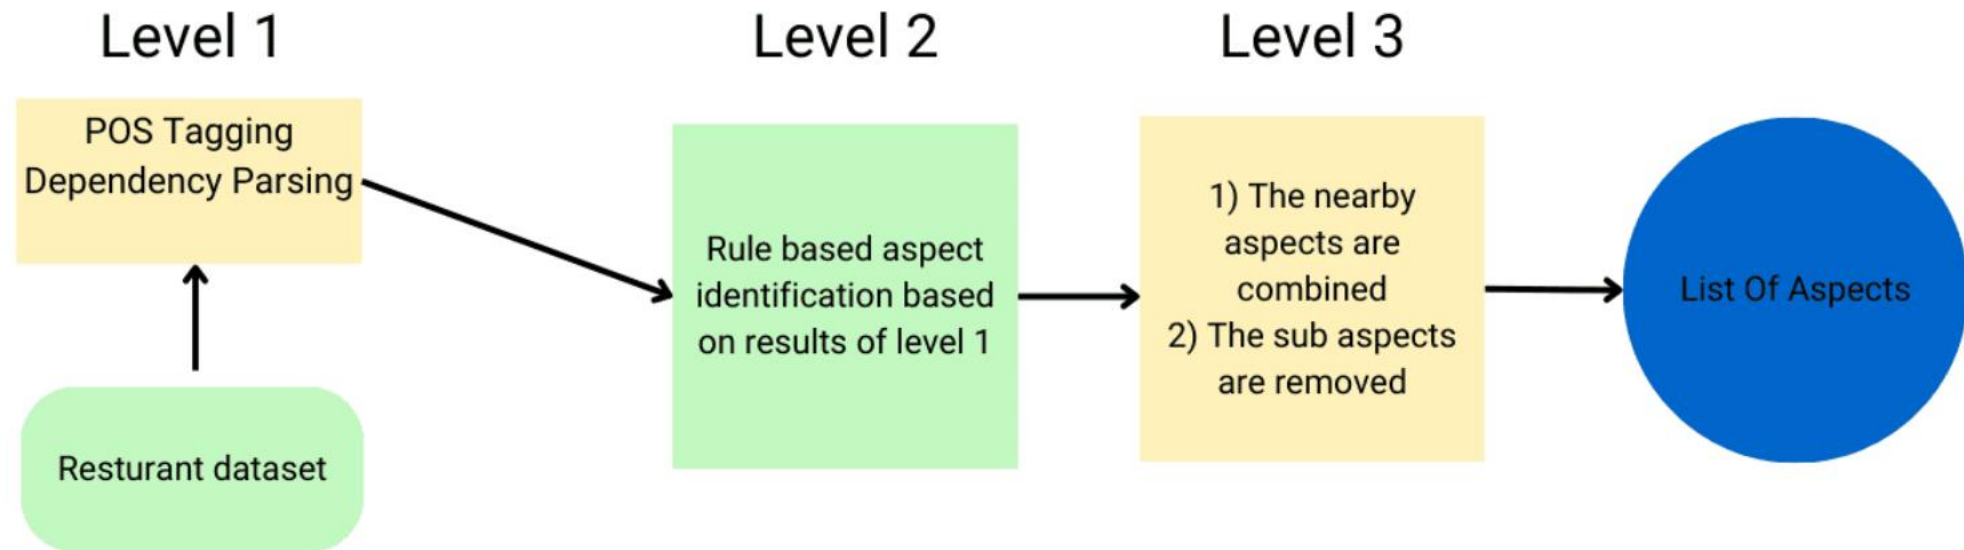 Level 1
Level 2
Level 3
POS Tagging
Dependency Parsing
Resturant dataset
Rule based aspect
identification based
on results of level 1
1) The nearby
aspects are
combined
2) The sub aspects
are removed
List Of Aspects